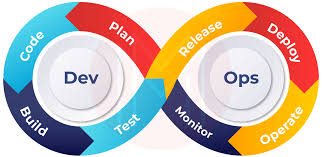 Plan
Code
Build
Test
Release
Deploy
Operate
Monitor
Dev
Ops